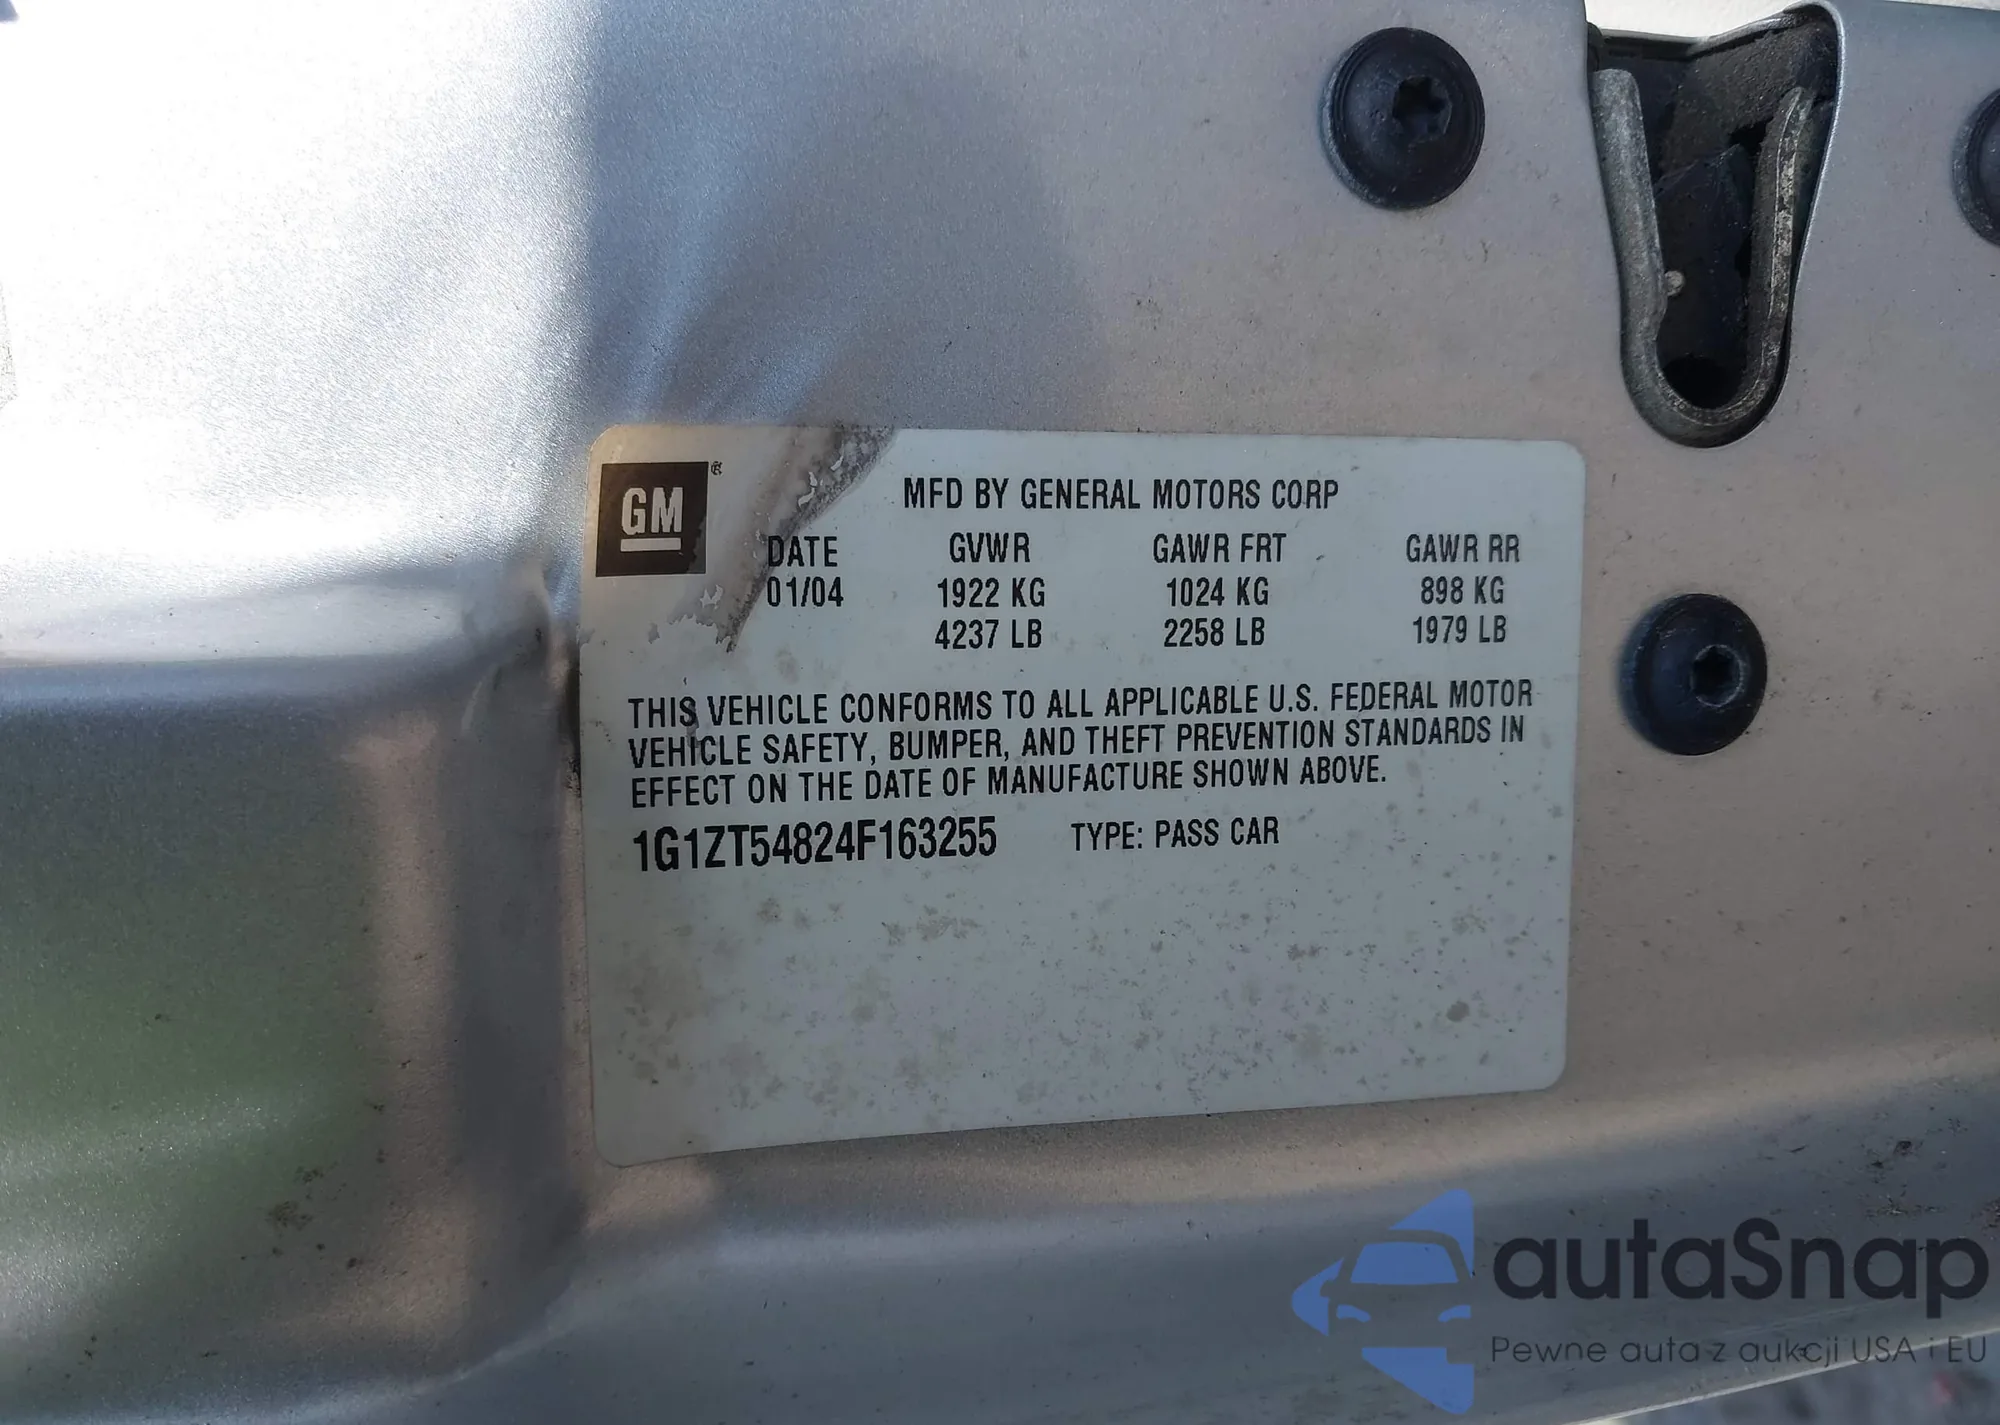 GM®
MFD BY GENERAL MOTORS CORP
DATE GVWR GAWR FRT GAWR RR
01/04 1922 KG 1024 KG 898 KG
4237 LB 2258 LB 1979 LB
THIS VEHICLE CONFORMS TO ALL APPLICABLE U.S. FEDERAL MOTOR
VEHICLE SAFETY, BUMPER, AND THEFT PREVENTION STANDARDS IN
EFFECT ON THE DATE OF MANUFACTURE SHOWN ABOVE.
1G1ZT54824F163255 TYPE: PASS CAR
autaSnap
Pewne auta z aukcji USA i EU